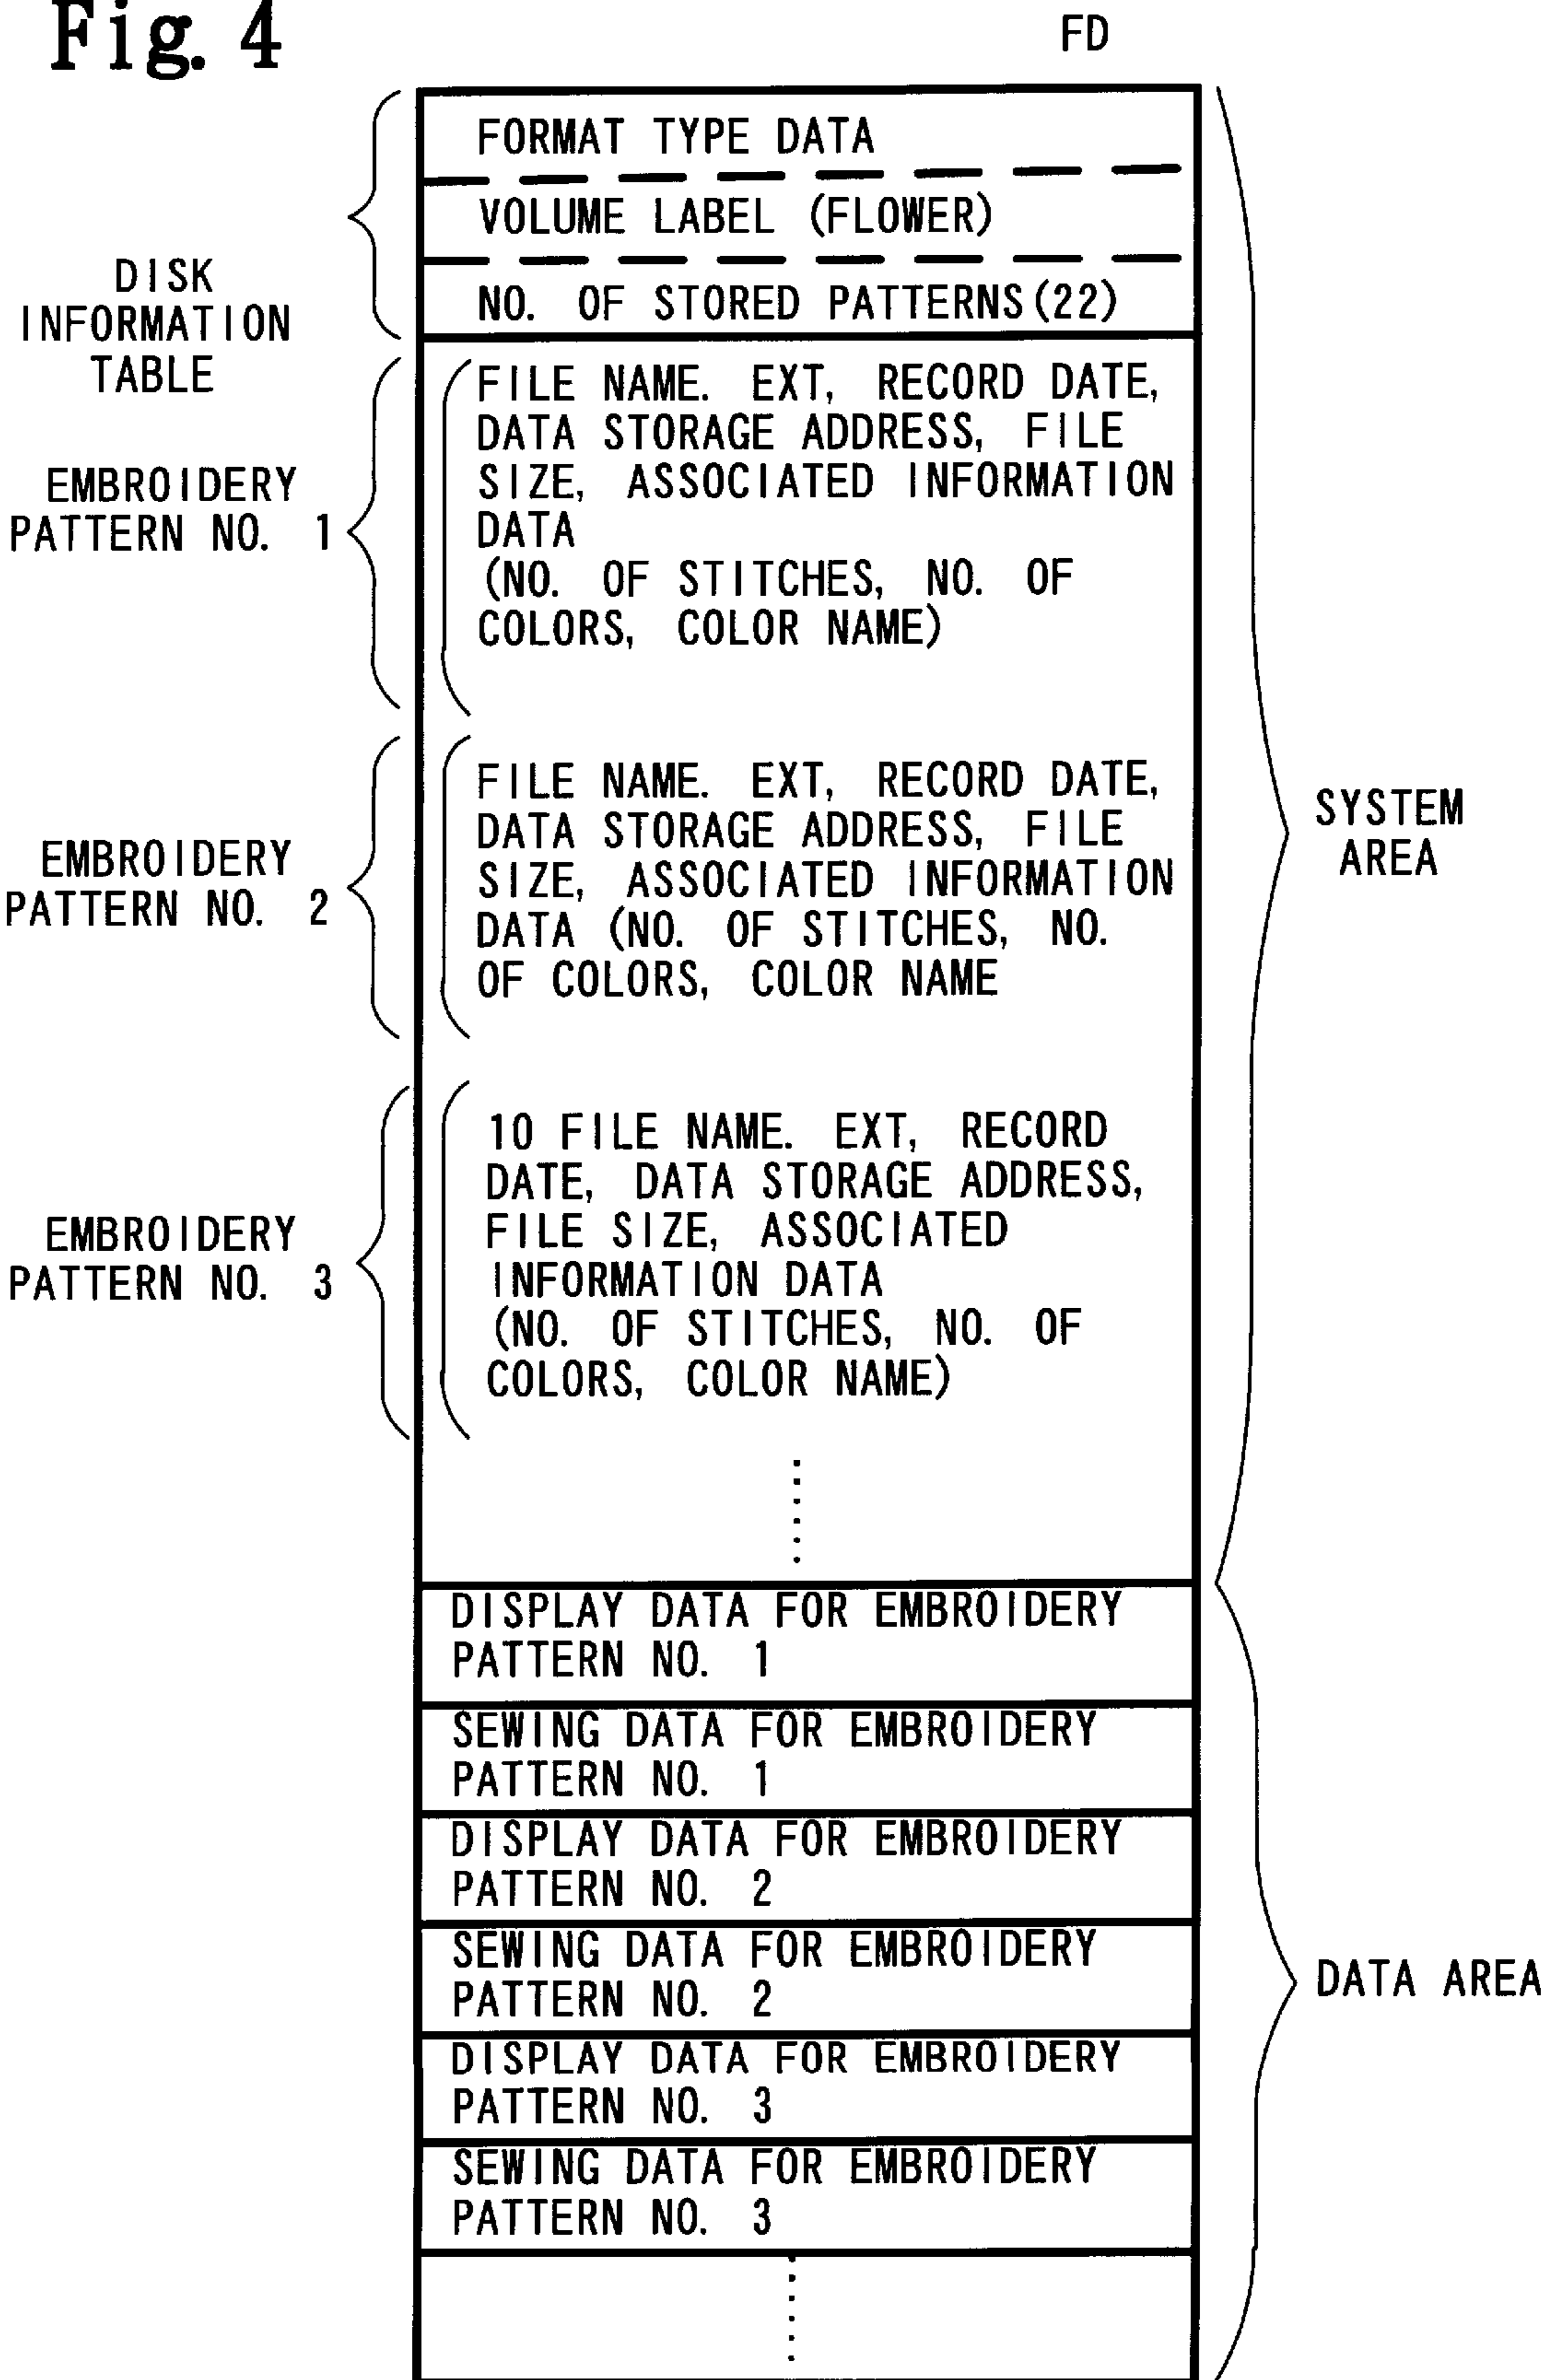 Fig. 4
FD
FORMAT TYPE DATA
VOLUME LABEL (FLOWER)
NO. OF STORED PATTERNS(22)
DISK
INFORMATION
TABLE
FILE NAME. EXT, RECORD DATE,
DATA STORAGE ADDRESS, FILE
SIZE, ASSOCIATED INFORMATION
DATA
(NO. OF STITCHES, NO. OF
COLORS, COLOR NAME)
EMBROIDERY
PATTERN NO. 1
FILE NAME. EXT, RECORD DATE,
DATA STORAGE ADDRESS, FILE
SIZE, ASSOCIATED INFORMATION
DATA (NO. OF STITCHES, NO.
OF COLORS, COLOR NAME
EMBROIDERY
PATTERN NO. 2
SYSTEM
AREA
10 FILE NAME. EXT, RECORD
DATE, DATA STORAGE ADDRESS,
FILE SIZE, ASSOCIATED
INFORMATION DATA
(NO. OF STITCHES, NO. OF
COLORS, COLOR NAME)
EMBROIDERY
PATTERN NO. 3
DISPLAY DATA FOR EMBROIDERY
PATTERN NO. 1
SEWING DATA FOR EMBROIDERY
PATTERN NO. 1
DISPLAY DATA FOR EMBROIDERY
PATTERN NO. 2
SEWING DATA FOR EMBROIDERY
PATTERN NO. 2
DISPLAY DATA FOR EMBROIDERY
PATTERN NO. 3
SEWING DATA FOR EMBROIDERY
PATTERN NO. 3
DATA AREA